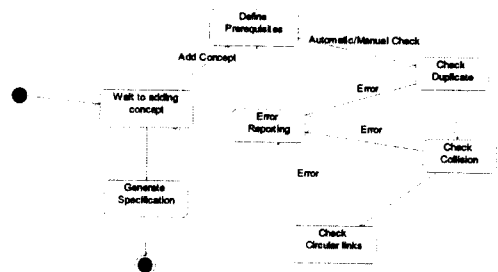 Define
Prerequisites
Automatic/Manual Check
Add Concept
Check
Duplicate
Error
Wait to adding
concept
Error
Reporting
Error
Check
Collision
Error
Generate
Specification
Check
Circular links